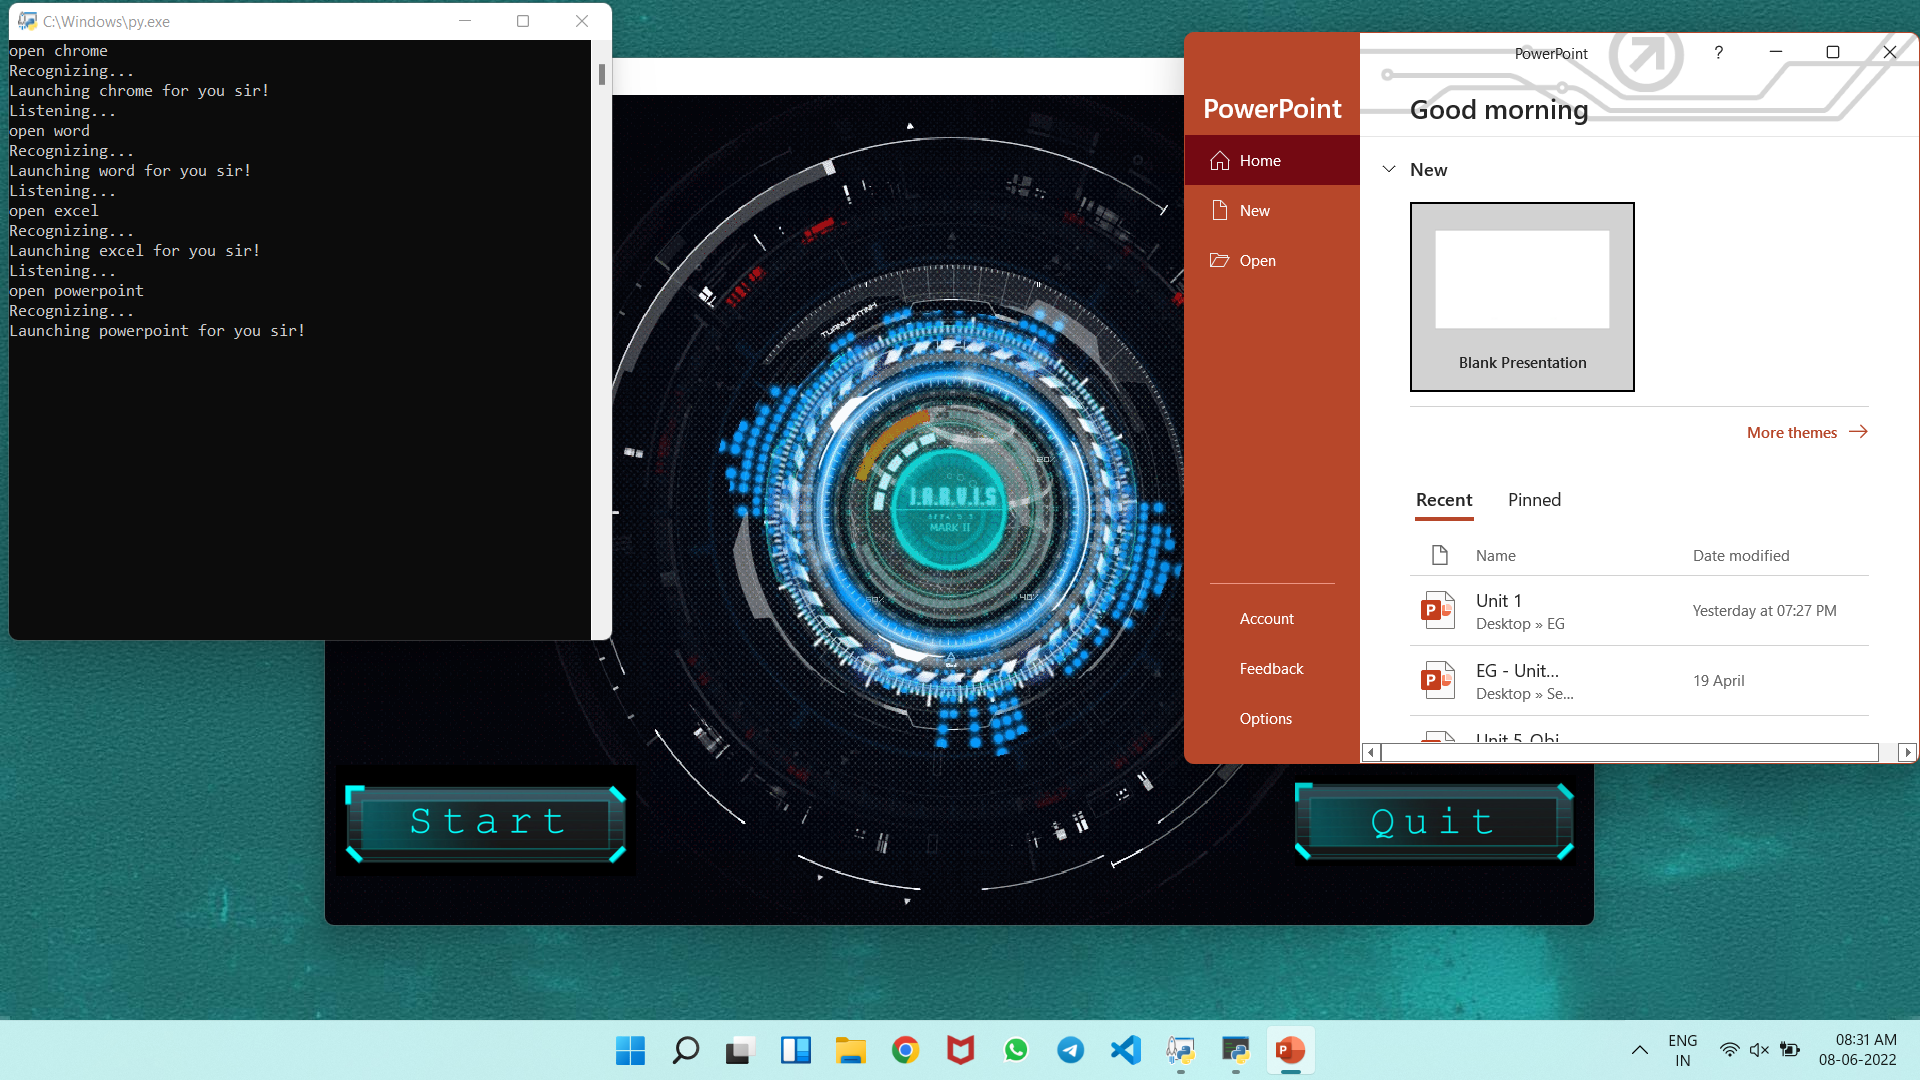 C:\Windows\py.exe
open chrome
Recognizing...
Launching chrome for you sir!
Listening...
open word
Recognizing...
Launching word for you sir!
Listening...
open excel
Recognizing...
Launching excel for you sir!
Listening...
open powerpoint
Recognizing...
Launching powerpoint for you sir!
J.A.R.V.I.S
MARK II
20%
40%
60%
Start
Quit
PowerPoint
?
PowerPoint
Good morning
Home
New
Open
Account
Feedback
Options
New
Blank Presentation
More themes
Recent Pinned
Name Date modified
Unit 1
Desktop » EG
Yesterday at 07:27 PM
EG - Unit...
Desktop » Se...
19 April
Unit 5 Obj
ENG
IN
08:31 AM
08-06-2022